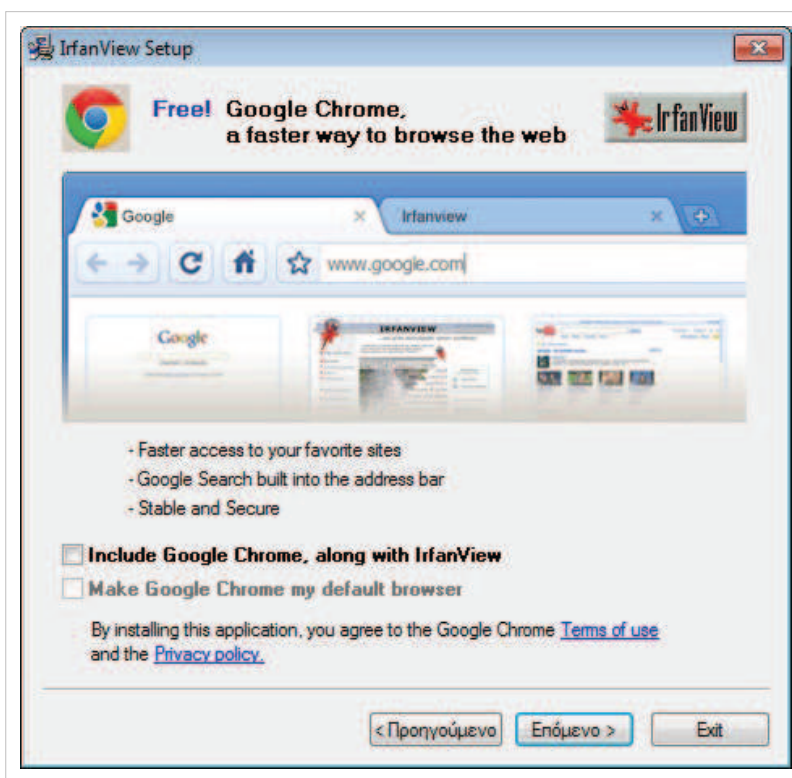 IrfanView Setup
Free! Google Chrome,
a faster way to browse the web
IrfanView
Google
Irfanview
www.google.com
Google
IRFANVIEW
- Faster access to your favorite sites
- Google Search built into the address bar
- Stable and Secure
Include Google Chrome, along with IrfanView
Make Google Chrome my default browser
By installing this application, you agree to the Google Chrome Terms of use
and the Privacy policy.
< Προηγούμενο
Επόμενο >
Exit